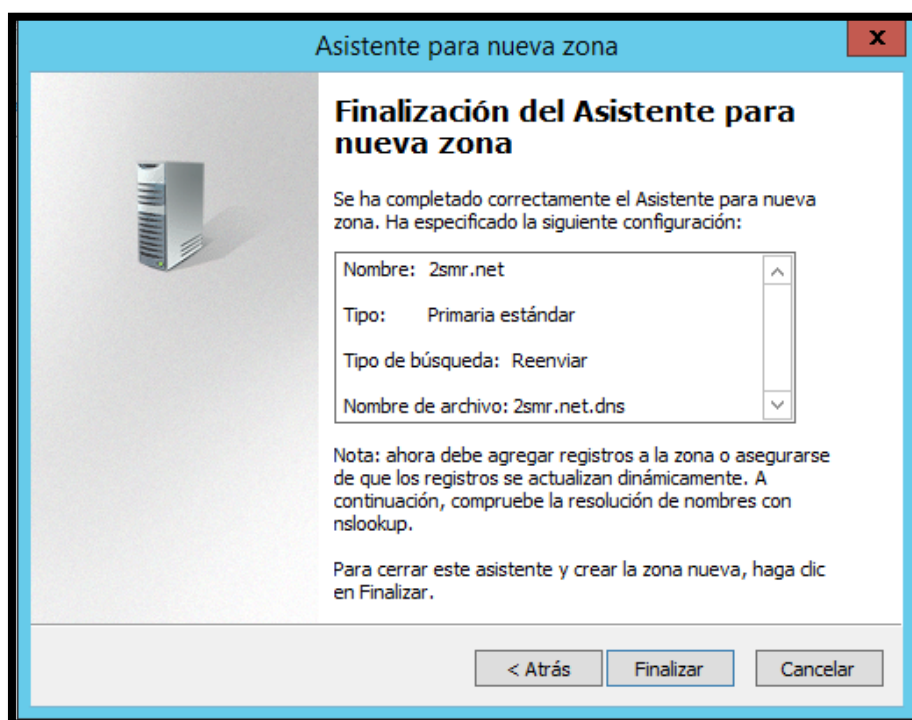 Asistente para nueva zona
x
Finalización del Asistente para
nueva zona
Se ha completado correctamente el Asistente para nueva
zona. Ha especificado la siguiente configuración:
Nombre: 2smr.net
Tipo: Primaria estándar
Tipo de búsqueda: Reenviar
Nombre de archivo: 2smr.net.dns
Nota: ahora debe agregar registros a la zona o asegurarse
de que los registros se actualizan dinámicamente. A
continuación, compruebe la resolución de nombres con
nslookup.
Para cerrar este asistente y crear la zona nueva, haga clic
en Finalizar.
< Atrás
Finalizar
Cancelar